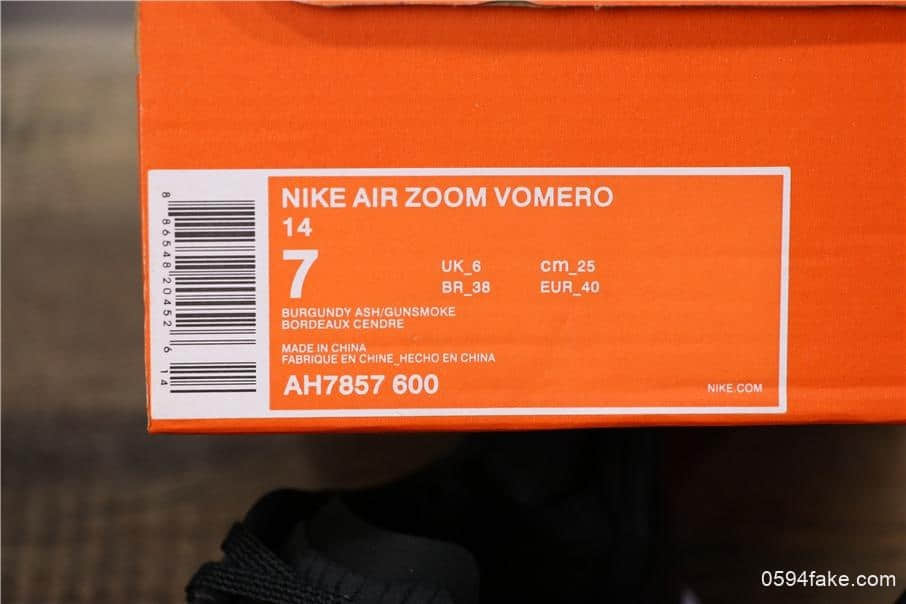 NIKE AIR ZOOM VOMERO
14
7
UK_6 cm_25
BR_38 EUR_40
BURGUNDY ASH/GUNSMOKE
BORDEAUX CENDRE
MADE IN CHINA
FABRIQUE EN CHINE_HECHO EN CHINA
AH7857 600
NIKE.COM
8 86548 20452 6 14
0594fake.com